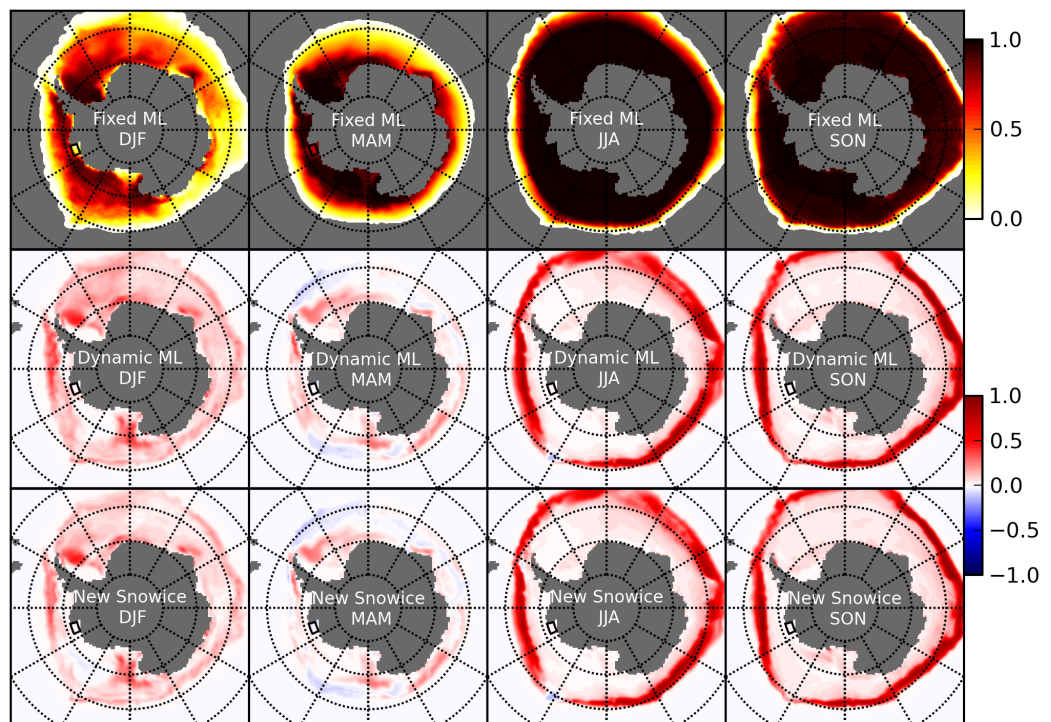 Fixed ML
DJF
Fixed ML
MAM
Fixed ML
JJA
Fixed ML
SON
1.0
0.5
0.0
Dynamic ML
DJF
Dynamic ML
MAM
Dynamic ML
JJA
Dynamic ML
SON
1.0
0.5
0.0
−0.5
−1.0
New Snowice
DJF
New Snowice
MAM
New Snowice
JJA
New Snowice
SON